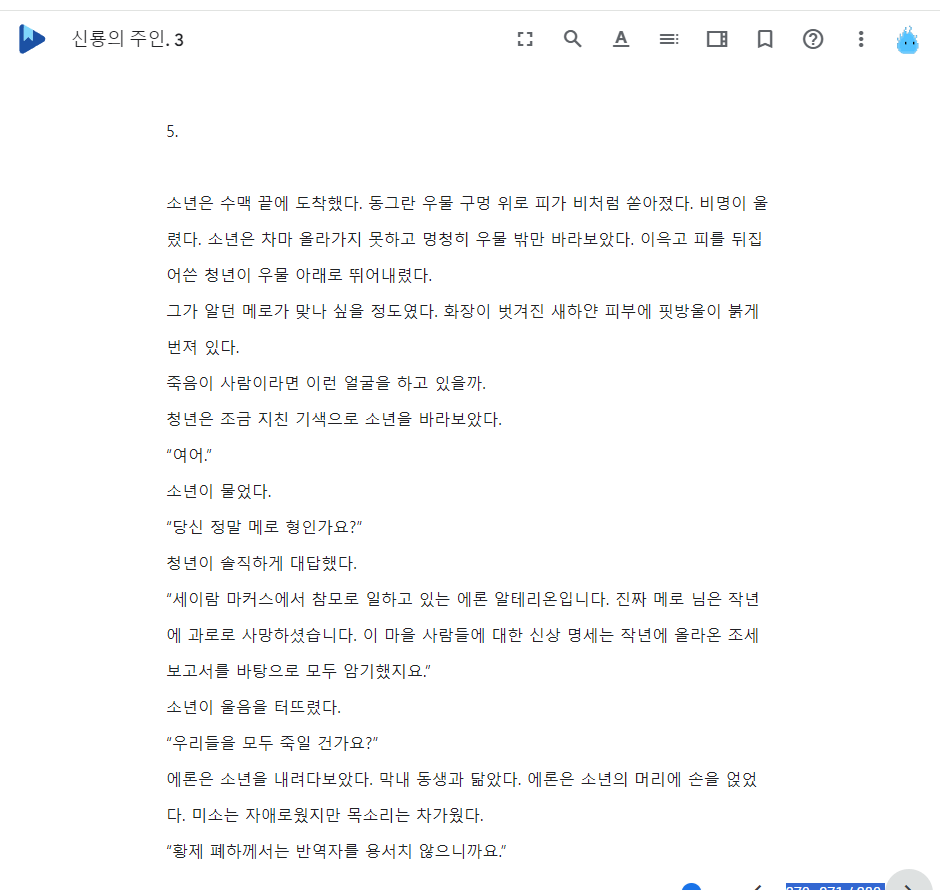 신룡의 주인. 3
5.
소년은 수맥 끝에 도착했다. 동그란 우물 구멍 위로 피가 비처럼 쏟아졌다. 비명이 울
렸다. 소년은 차마 올라가지 못하고 멍청히 우물 밖만 바라보았다. 이윽고 피를 뒤집
어쓴 청년이 우물 아래로 뛰어내렸다.
그가 알던 메로가 맞나 싶을 정도였다. 화장이 벗겨진 새하얀 피부에 핏방울이 붉게
번져 있다.
죽음이 사람이라면 이런 얼굴을 하고 있을까.
청년은 조금 지친 기색으로 소년을 바라보았다.
“여어.”
소년이 물었다.
“당신 정말 메로 형인가요?”
청년이 솔직하게 대답했다.
“세이람 마커스에서 참모로 일하고 있는 에론 알테리온입니다. 진짜 메로 님은 작년
에 과로로 사망하셨습니다. 이 마을 사람들에 대한 신상 명세는 작년에 올라온 조세
보고서를 바탕으로 모두 암기했지요.”
소년이 울음을 터뜨렸다.
“우리들을 모두 죽일 건가요?”
에론은 소년을 내려다보았다. 막내 동생과 닮았다. 에론은 소년의 머리에 손을 얹었
다. 미소는 자애로웠지만 목소리는 차가웠다.
“황제 폐하께서는 반역자를 용서치 않으니까요.”